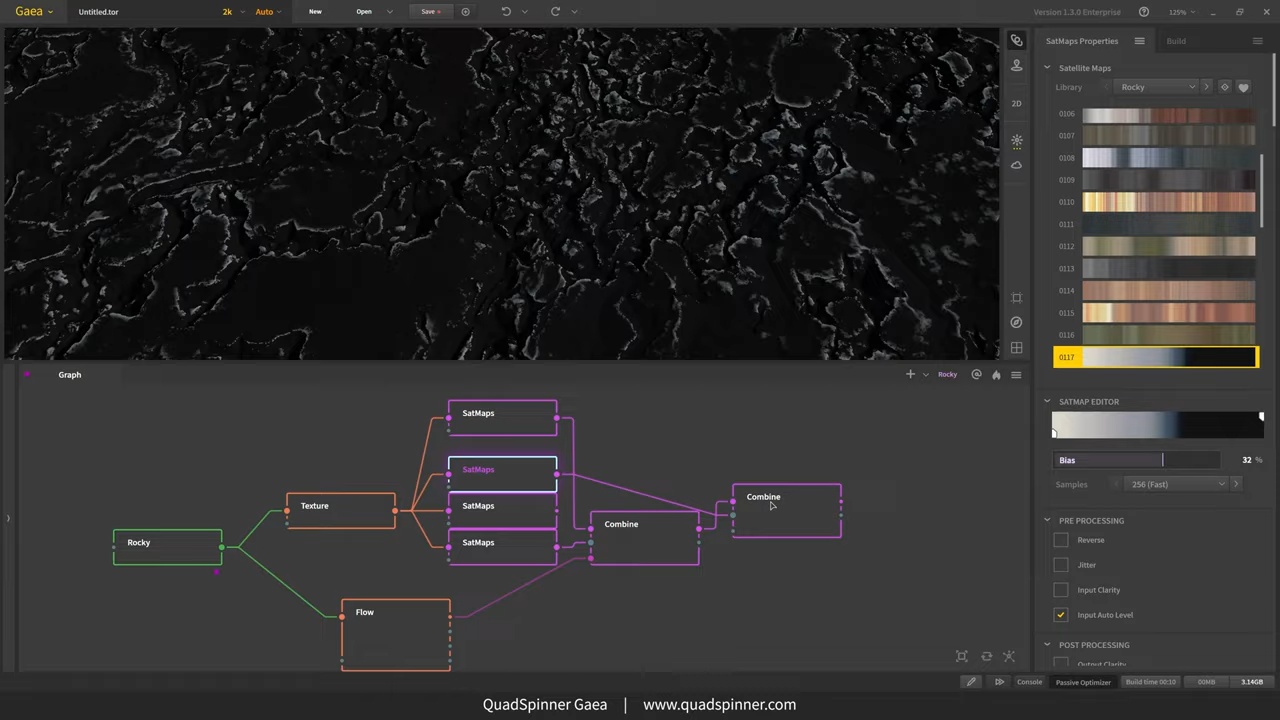 Gaea
Untitled.tor
2k
Auto
New
Open
Save
Version 1.3.0 Enterprise
125%
SatMaps Properties
Build
Satellite Maps
Library
Rocky
0106
0107
0108
0109
0110
0111
0112
0113
0114
0115
0116
0117
2D
SATMAP EDITOR
Bias
32 %
Samples
256 (Fast)
PRE PROCESSING
Reverse
Jitter
Input Clarity
Input Auto Level
POST PROCESSING
Output Clarity
Graph
Rocky
SatMaps
SatMaps
SatMaps
SatMaps
Texture
Rocky
Flow
Combine
Combine
Console
Passive Optimizer
Build time 00:10
00MB
3.14GB
QuadSpinner Gaea | www.quadspinner.com